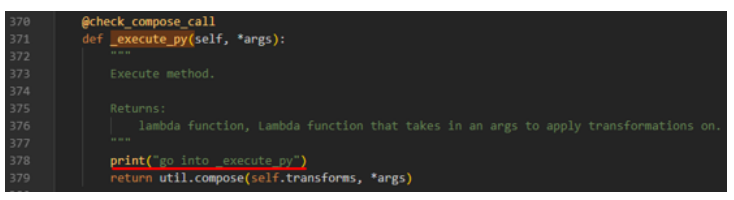 370 @check_compose_call
371 def _execute_py(self, *args):
372 """
373 Execute method.
374
375 Returns:
376 lambda function, Lambda function that takes in an args to apply transformations on.
377 """
378 print("go into _execute_py")
379 return util.compose(self.transforms, *args)